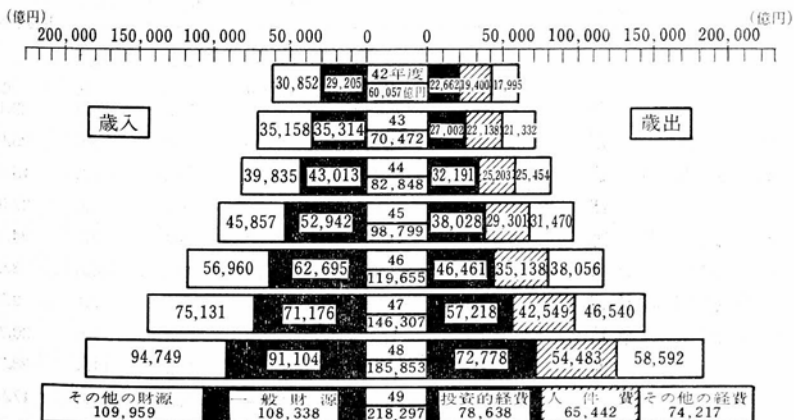 (億円) (億円)
200,000 150,000 100,000 50,000 0 0 50,000 100,000 150,000 200,000
30,852 29,205 42年度 22,662 19,400 17,995
60,057億円
歳入 歳出
35,158 35,314 43 27,002 22,138 21,332
70,472
39,835 43,013 44 32,191 25,203 25,454
82,848
45,857 52,942 45 38,028 29,301 31,470
98,799
56,960 62,695 46 46,461 35,138 38,056
119,655
75,131 71,176 47 57,218 42,549 46,540
146,307
94,749 91,104 48 72,778 54,483 58,592
185,853
その他の財源 一般財源 49 投資的経費 人件費 その他の経費
109,959 108,338 218,297 78,638 65,442 74,217